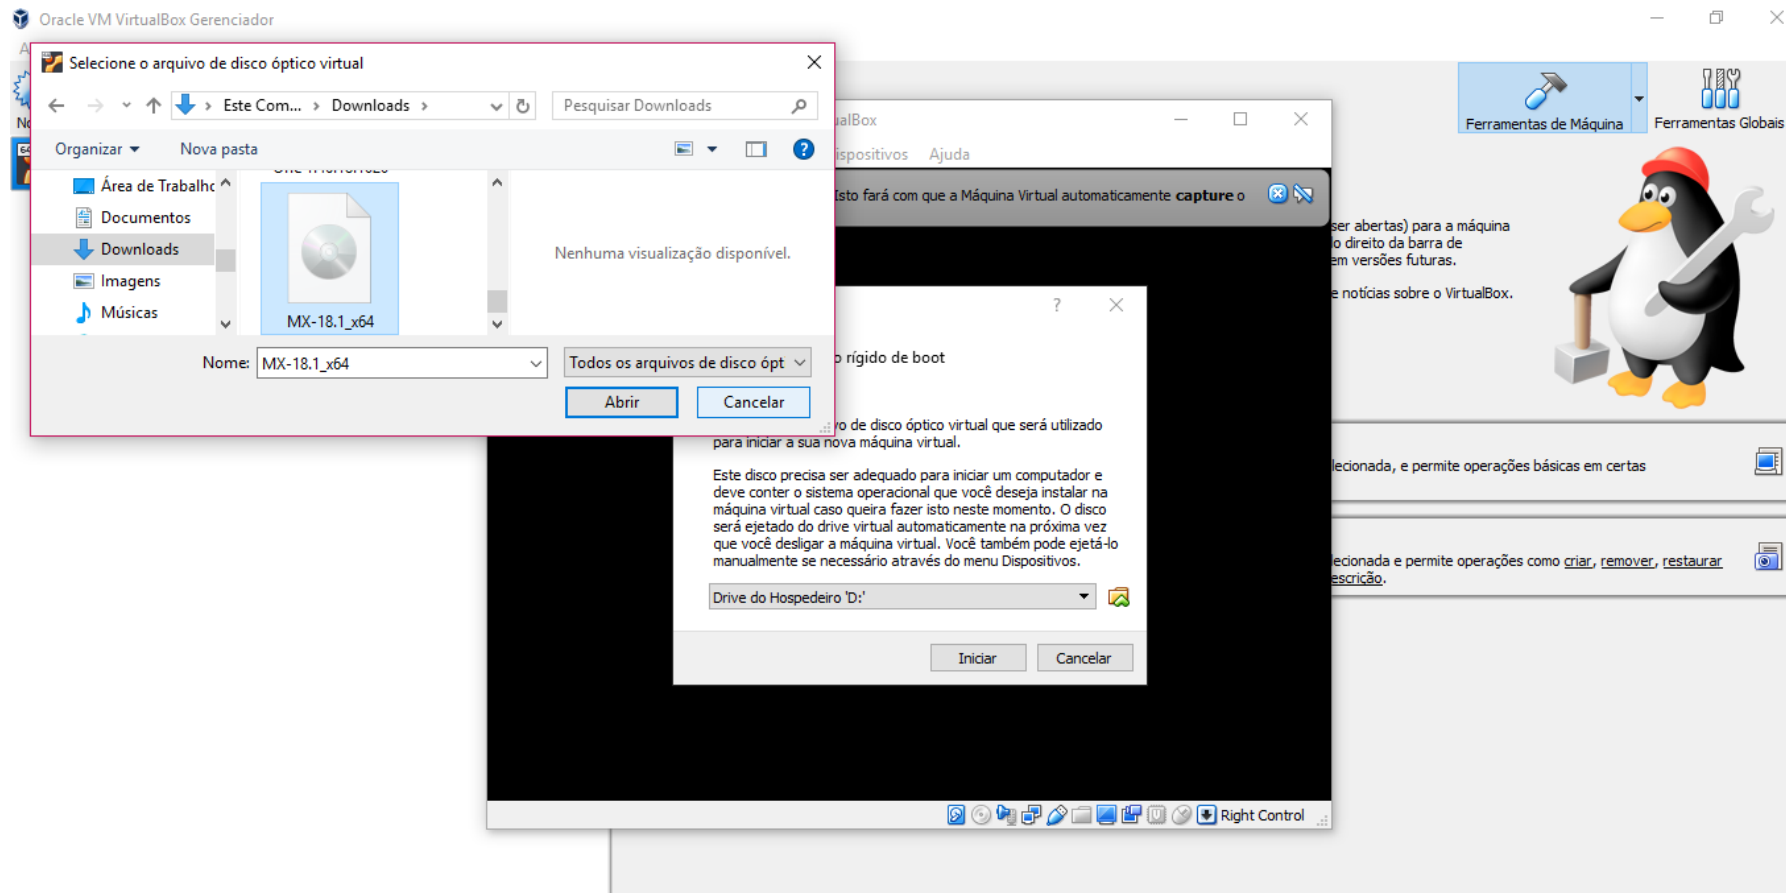 Oracle VM VirtualBox Gerenciador
Selecione o arquivo de disco óptico virtual
Este Com... > Downloads >
Pesquisar Downloads
Organizar
Nova pasta
Área de Trabalho
Documentos
Downloads
Imagens
Músicas
MX-18.1_x64
Nenhuma visualização disponível.
Nome: MX-18.1_x64
Todos os arquivos de disco ópt
Abrir
Cancelar
Ferramentas de Máquina
Ferramentas Globais
ualBox
ispositivos Ajuda
Isto fará com que a Máquina Virtual automaticamente capture o
ser abertas) para a máquina
lo direito da barra de
em versões futuras.
e notícias sobre o VirtualBox.
?
o rígido de boot
vo de disco óptico virtual que será utilizado
para iniciar a sua nova máquina virtual.
Este disco precisa ser adequado para iniciar um computador e
deve conter o sistema operacional que você deseja instalar na
máquina virtual caso queira fazer isto neste momento. O disco
será ejetado do drive virtual automaticamente na próxima vez
que você desligar a máquina virtual. Você também pode ejetá-lo
manualmente se necessário através do menu Dispositivos.
Drive do Hospedeiro 'D:'
Iniciar
Cancelar
lecionada, e permite operações básicas em certas
lecionada e permite operações como criar, remover, restaurar
escrição.
Right Control